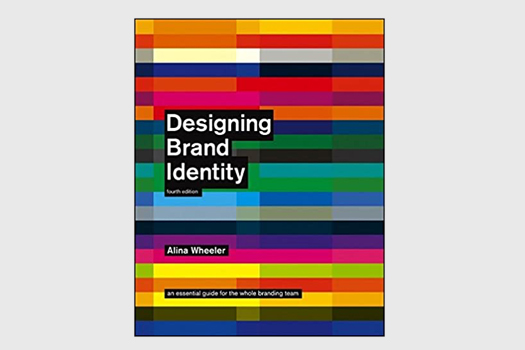 Designing
Brand
Identity
fourth edition
Alina Wheeler
an essential guide for the whole branding team